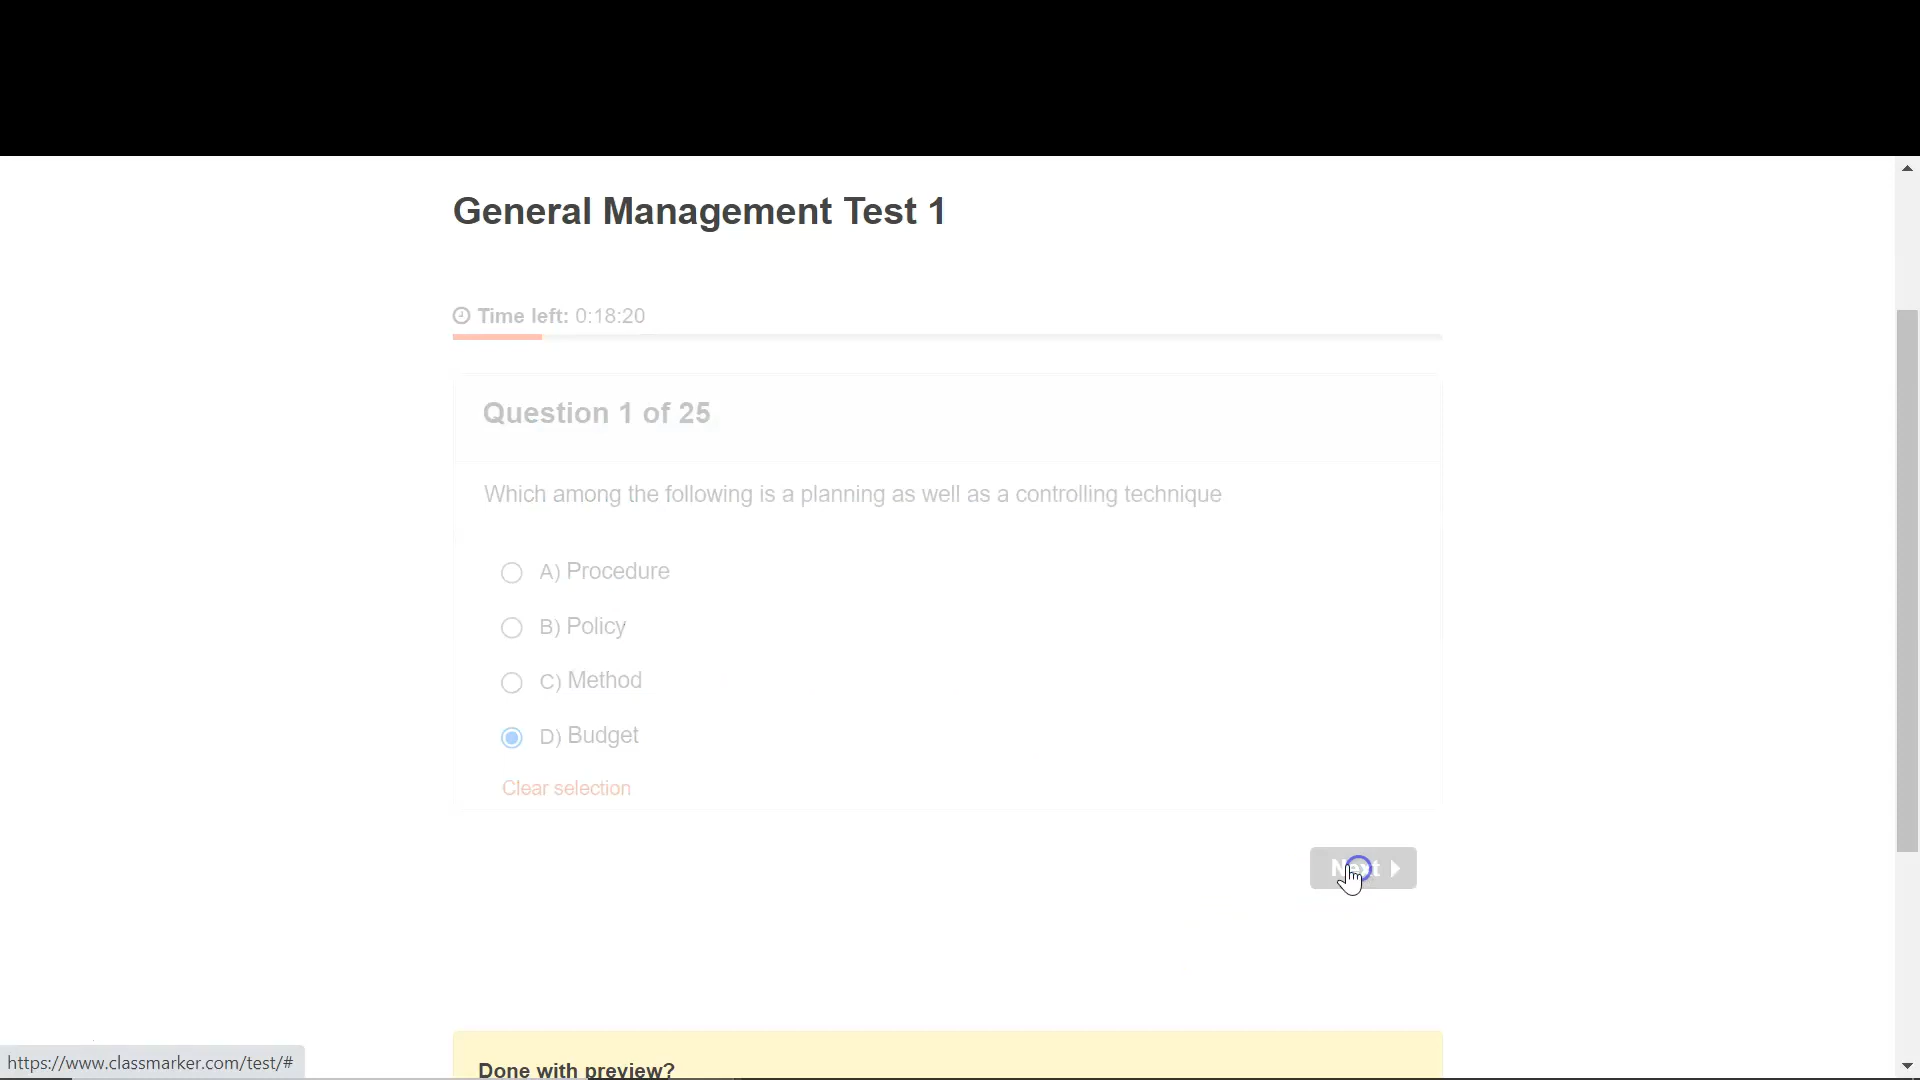 General Management Test 1
Time left: 0:18:20
Question 1 of 25
Which among the following is a planning as well as a controlling technique
A) Procedure
B) Policy
C) Method
D) Budget
Clear selection
Next
Done with preview?
https://www.classmarker.com/test/#